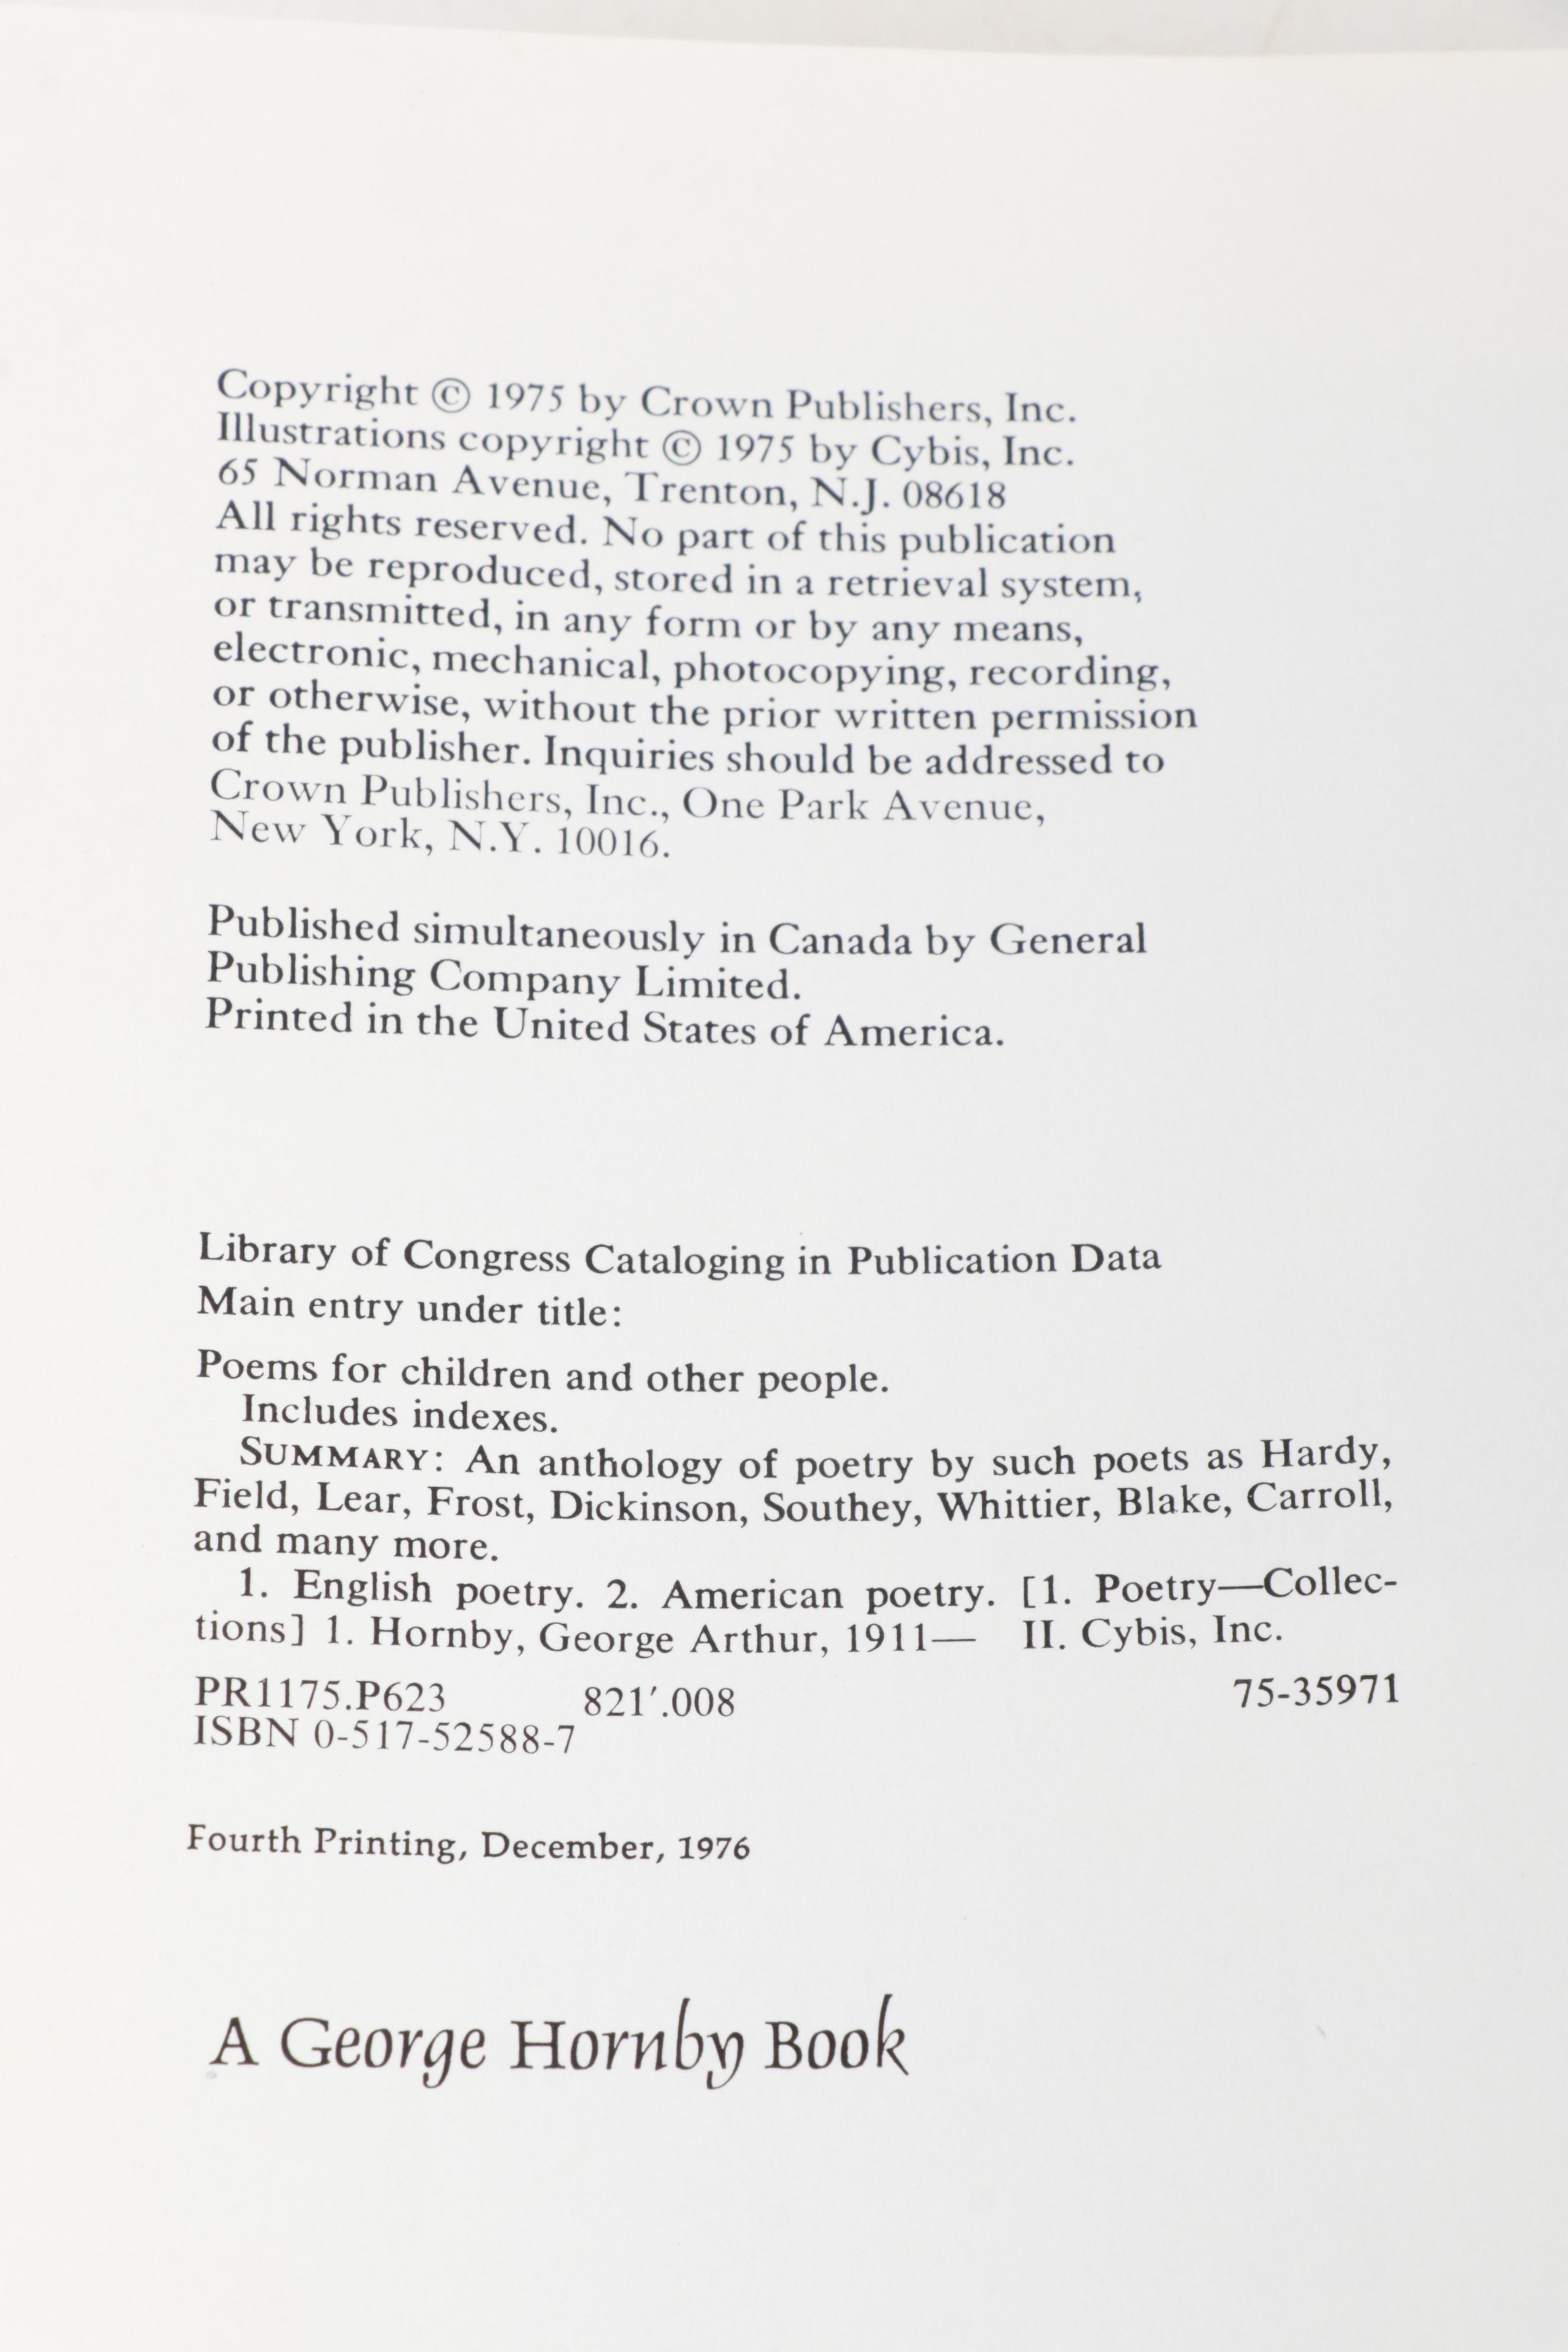 Copyright © 1975 by Crown Publishers, Inc.
Illustrations copyright © 1975 by Cybis, Inc.
65 Norman Avenue, Trenton, N.J. 08618
All rights reserved. No part of this publication
may be reproduced, stored in a retrieval system,
or transmitted, in any form or by any means,
electronic, mechanical, photocopying, recording,
or otherwise, without the prior written permission
of the publisher. Inquiries should be addressed to
Crown Publishers, Inc., One Park Avenue,
New York, N.Y. 10016.
Published simultaneously in Canada by General
Publishing Company Limited.
Printed in the United States of America.
Library of Congress Cataloging in Publication Data
Main entry under title:
Poems for children and other people.
Includes indexes.
SUMMARY: An anthology of poetry by such poets as Hardy,
Field, Lear, Frost, Dickinson, Southey, Whittier, Blake, Carroll,
and many more.
1. English poetry. 2. American poetry. [1. Poetry—Collec-
tions] 1. Hornby, George Arthur, 1911— II. Cybis, Inc.
PR1175.P623 821′.008 75-35971
ISBN 0-517-52588-7
Fourth Printing, December, 1976
A George Hornby Book